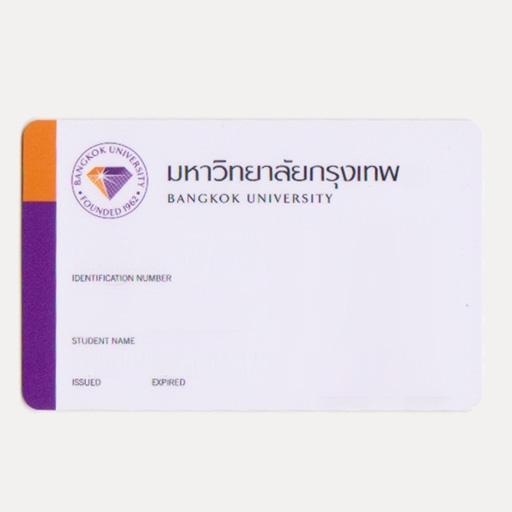 BANGKOK UNIVERSITY
• FOUNDED 1962 •
มหาวิทยาลัยกรุงเทพ
BANGKOK UNIVERSITY
IDENTIFICATION NUMBER
STUDENT NAME
ISSUED EXPIRED